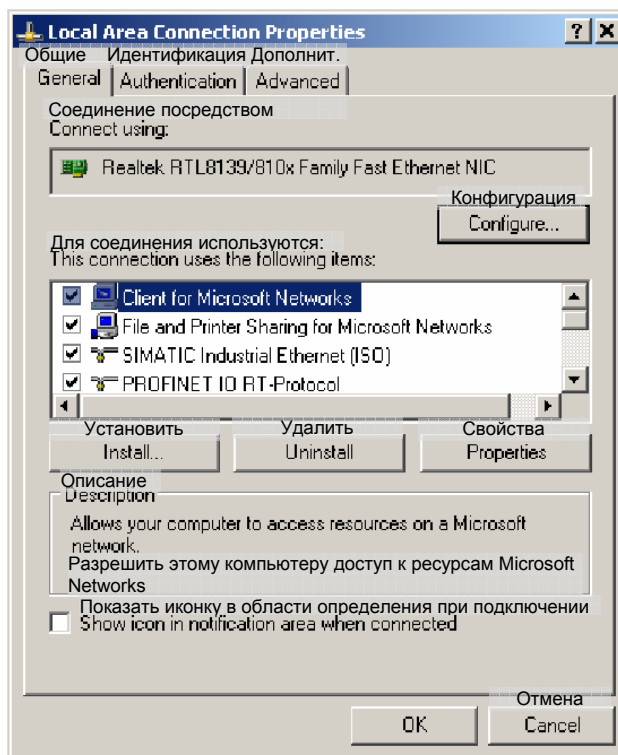 Local Area Connection Properties
Общие Идентификация Дополнит.
General Authentication Advanced
Соединение посредством
Connect using:
Realtek RTL8139/810x Family Fast Ethernet NIC
Конфигурация
Configure...
Для соединения используются:
This connection uses the following items:
Client for Microsoft Networks
File and Printer Sharing for Microsoft Networks
SIMATIC Industrial Ethernet (ISO)
PROFINET IO RT-Protocol
Установить Удалить Свойства
Install... Uninstall Properties
Описание
Description
Allows your computer to access resources on a Microsoft
network.
Разрешить этому компьютеру доступ к ресурсам Microsoft
Networks
Показать иконку в области определения при подключении
Show icon in notification area when connected
Отмена
OK Cancel